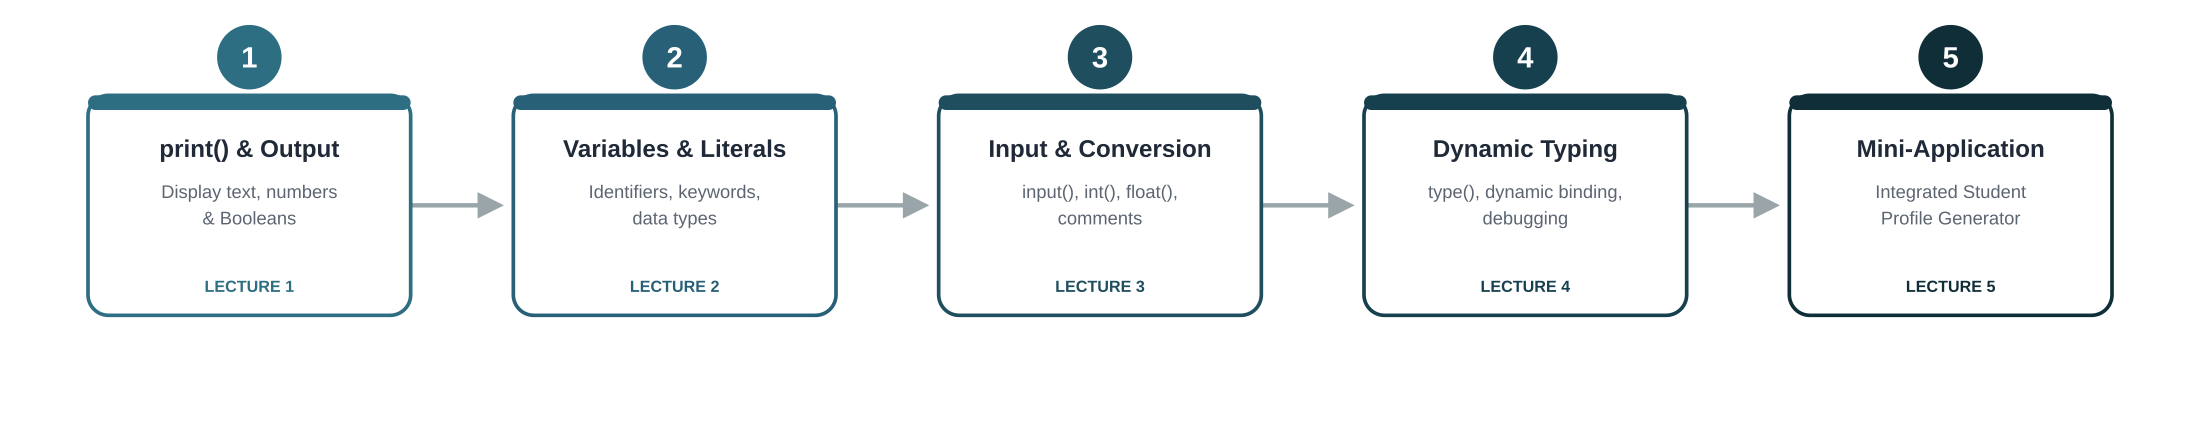 1
2
3
4
5
print() & Output
Display text, numbers
& Booleans
LECTURE 1
Variables & Literals
Identifiers, keywords,
data types
LECTURE 2
Input & Conversion
input(), int(), float(),
comments
LECTURE 3
Dynamic Typing
type(), dynamic binding,
debugging
LECTURE 4
Mini-Application
Integrated Student
Profile Generator
LECTURE 5